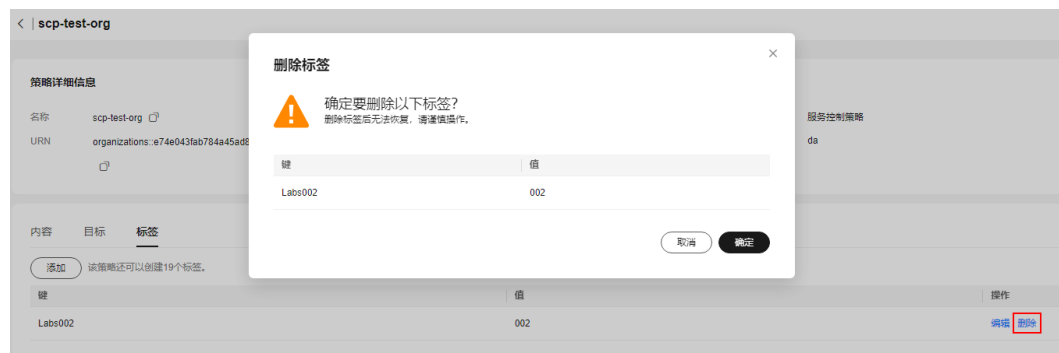 < | scp-test-org
删除标签
×
确定要删除以下标签?
删除标签后无法恢复，请谨慎操作。
键 值
Labs002 002
取消 确定
策略详细信息
名称 scp-test-org 服务控制策略
URN organizations::e74e043fab784a45ad8 da
内容 目标 标签
添加 该策略还可以创建19个标签。
键 值 操作
Labs002 002 编辑 删除